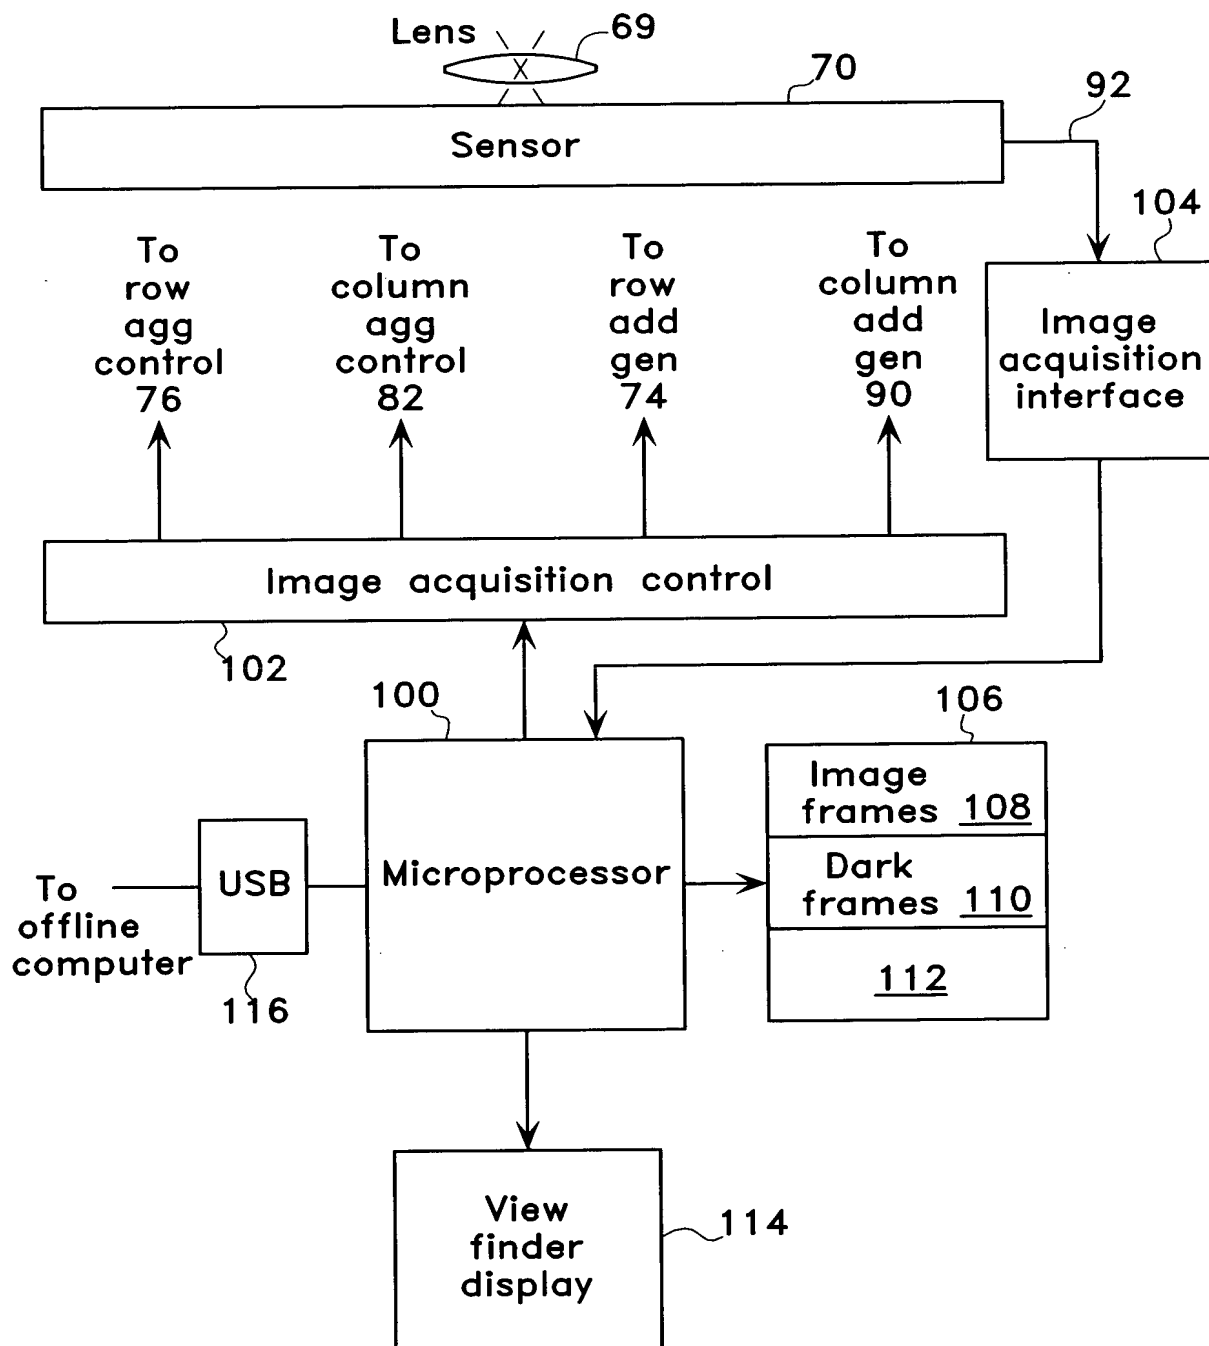 Lens
69
70
92
Sensor
104
To
row
agg
control
76
To
column
agg
control
82
To
row
add
gen
74
To
column
add
gen
90
Image
acquisition
interface
Image acquisition control
102
100
106
Image
frames 108
Dark
frames 110
112
Microprocessor
USB
To
offline
computer
116
View
finder
display
114